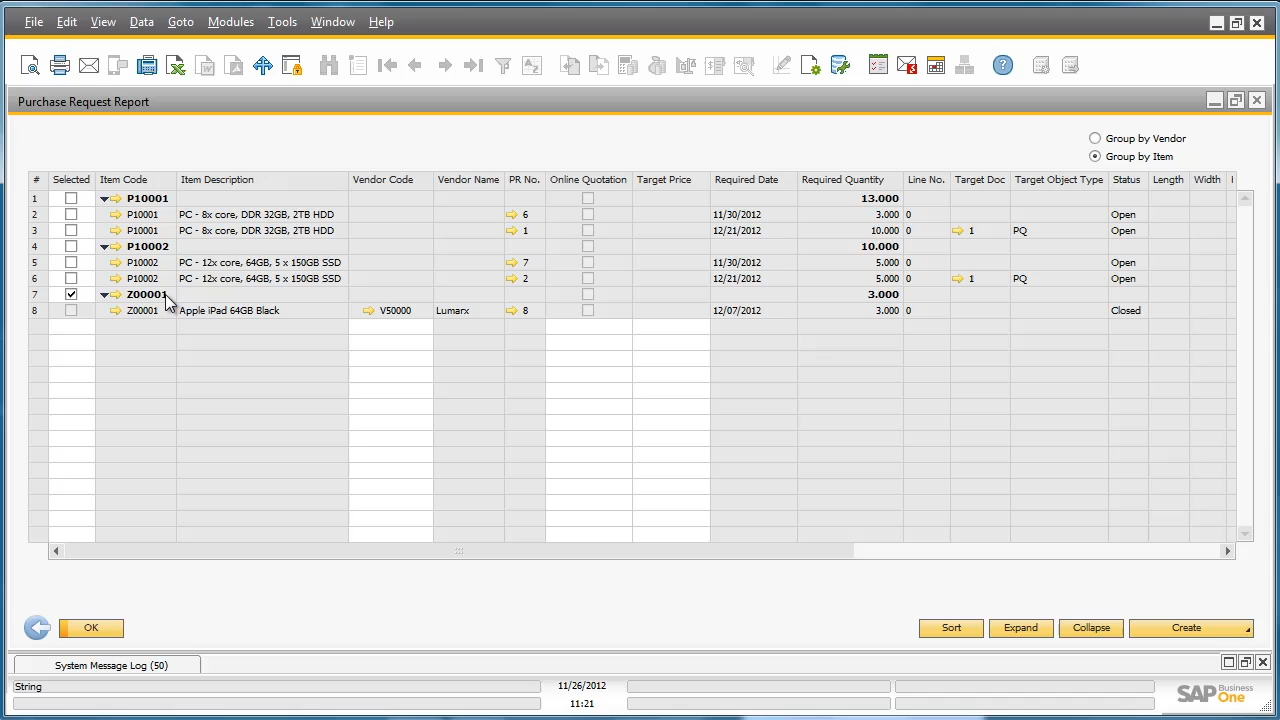 File Edit View Data Goto Modules Tools Window Help
Purchase Request Report
Group by Vendor
Group by Item
# Selected Item Code Item Description Vendor Code Vendor Name PR No. Online Quotation Target Price Required Date Required Quantity Line No. Target Doc Target Object Type Status Length Width
1 P10001 13.000
2 P10001 PC - 8x core, DDR 32GB, 2TB HDD 6 11/30/2012 3.000 0 Open
3 P10001 PC - 8x core, DDR 32GB, 2TB HDD 1 12/21/2012 10.000 0 1 PQ Open
4 P10002 10.000
5 P10002 PC - 12x core, 64GB, 5 x 150GB SSD 7 11/30/2012 5.000 0 Open
6 P10002 PC - 12x core, 64GB, 5 x 150GB SSD 2 12/21/2012 5.000 0 1 PQ Open
7 Z00001 3.000
8 Z00001 Apple iPad 64GB Black V50000 Lumarx 8 12/07/2012 3.000 0 Closed
OK Sort Expand Collapse Create
System Message Log (50)
String 11/26/2012
11:21
SAP Business One